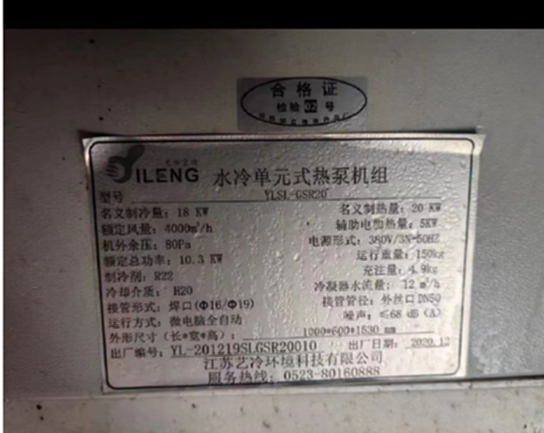 合格证
检验 02 号
YILENG 水冷单元式热泵机组
型号 YLSL-GSR20
名义制冷量: 18 KW 名义制热量: 20 KW
额定风量: 4000m³/h 辅助电加热量: 5KW
机外余压: 80Pa 电源形式: 380V/3N-50HZ
额定总功率: 10.3 KW 运行重量: 150kg
制冷剂: R22 充注量: 4.9kg
冷却介质: H20 冷凝器水流量: 12 m³/h
接管形式: 焊口(Φ16/Φ19) 接管管径: 外丝口 DN50
运行方式: 微电脑全自动 噪声: ≤68 dB (A)
外形尺寸 (长*宽*高): 1200*600*1530 mm
出厂编号: YL-201219SLGSR20010 出厂日期: 2020.12
江苏艺冷环境科技有限公司
服务热线: 0523-80160888